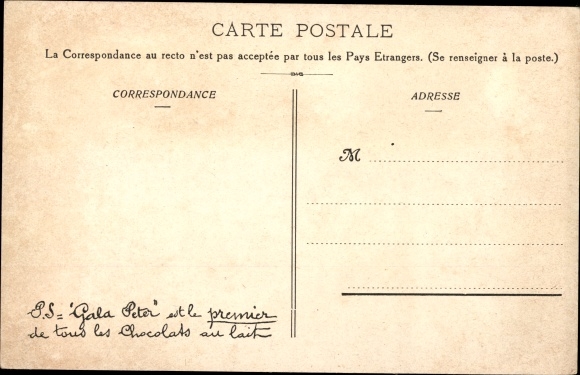 CARTE POSTALE
La Correspondance au recto n'est pas acceptée par tous les Pays Etrangers. (Se renseigner à la poste.)
CORRESPONDANCE
ADRESSE
M
P.S = "Gala Peter" est le premier
de tous les Chocolats au lait